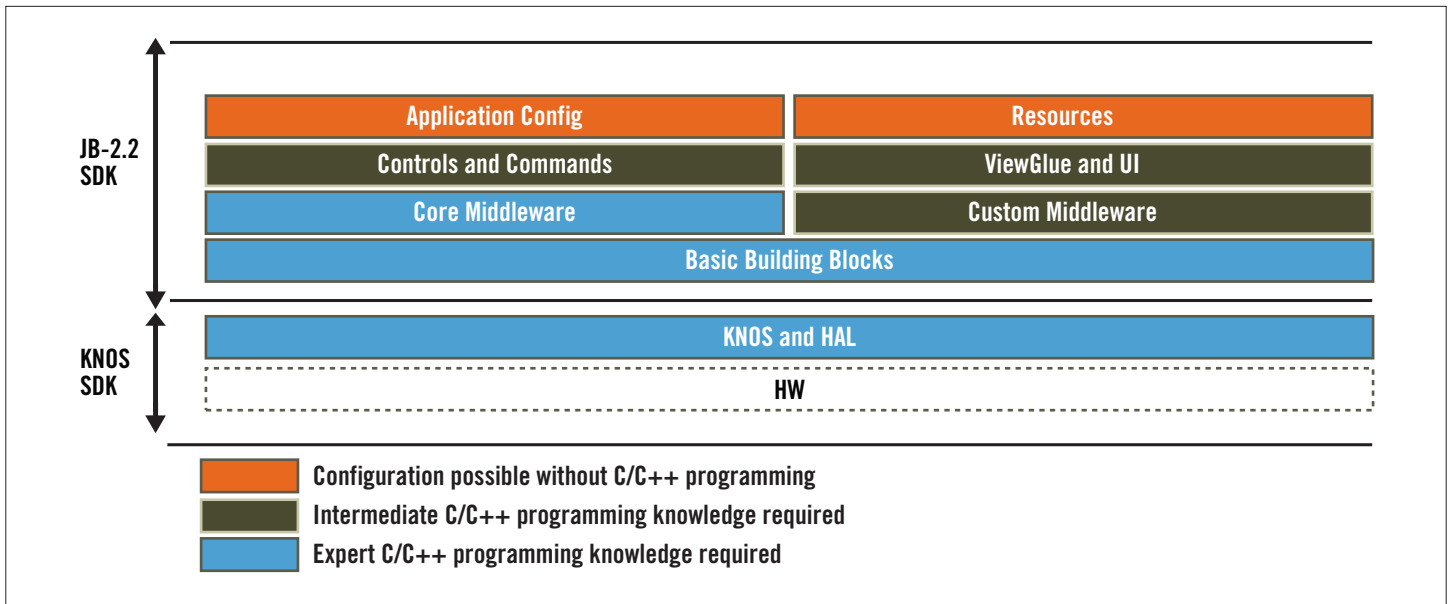 JB-2.2
SDK
Application Config
Resources
Controls and Commands
ViewGlue and UI
Core Middleware
Custom Middleware
Basic Building Blocks
KNOS
SDK
KNOS and HAL
HW
Configuration possible without C/C++ programming
Intermediate C/C++ programming knowledge required
Expert C/C++ programming knowledge required